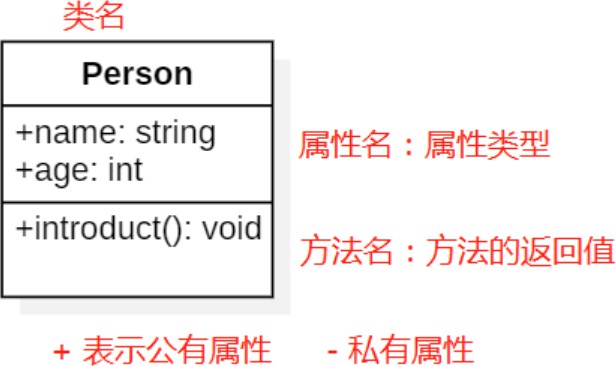 类名
Person
+name: string
+age: int
属性名：属性类型
+introduct(): void
方法名：方法的返回值
+ 表示公有属性 - 私有属性